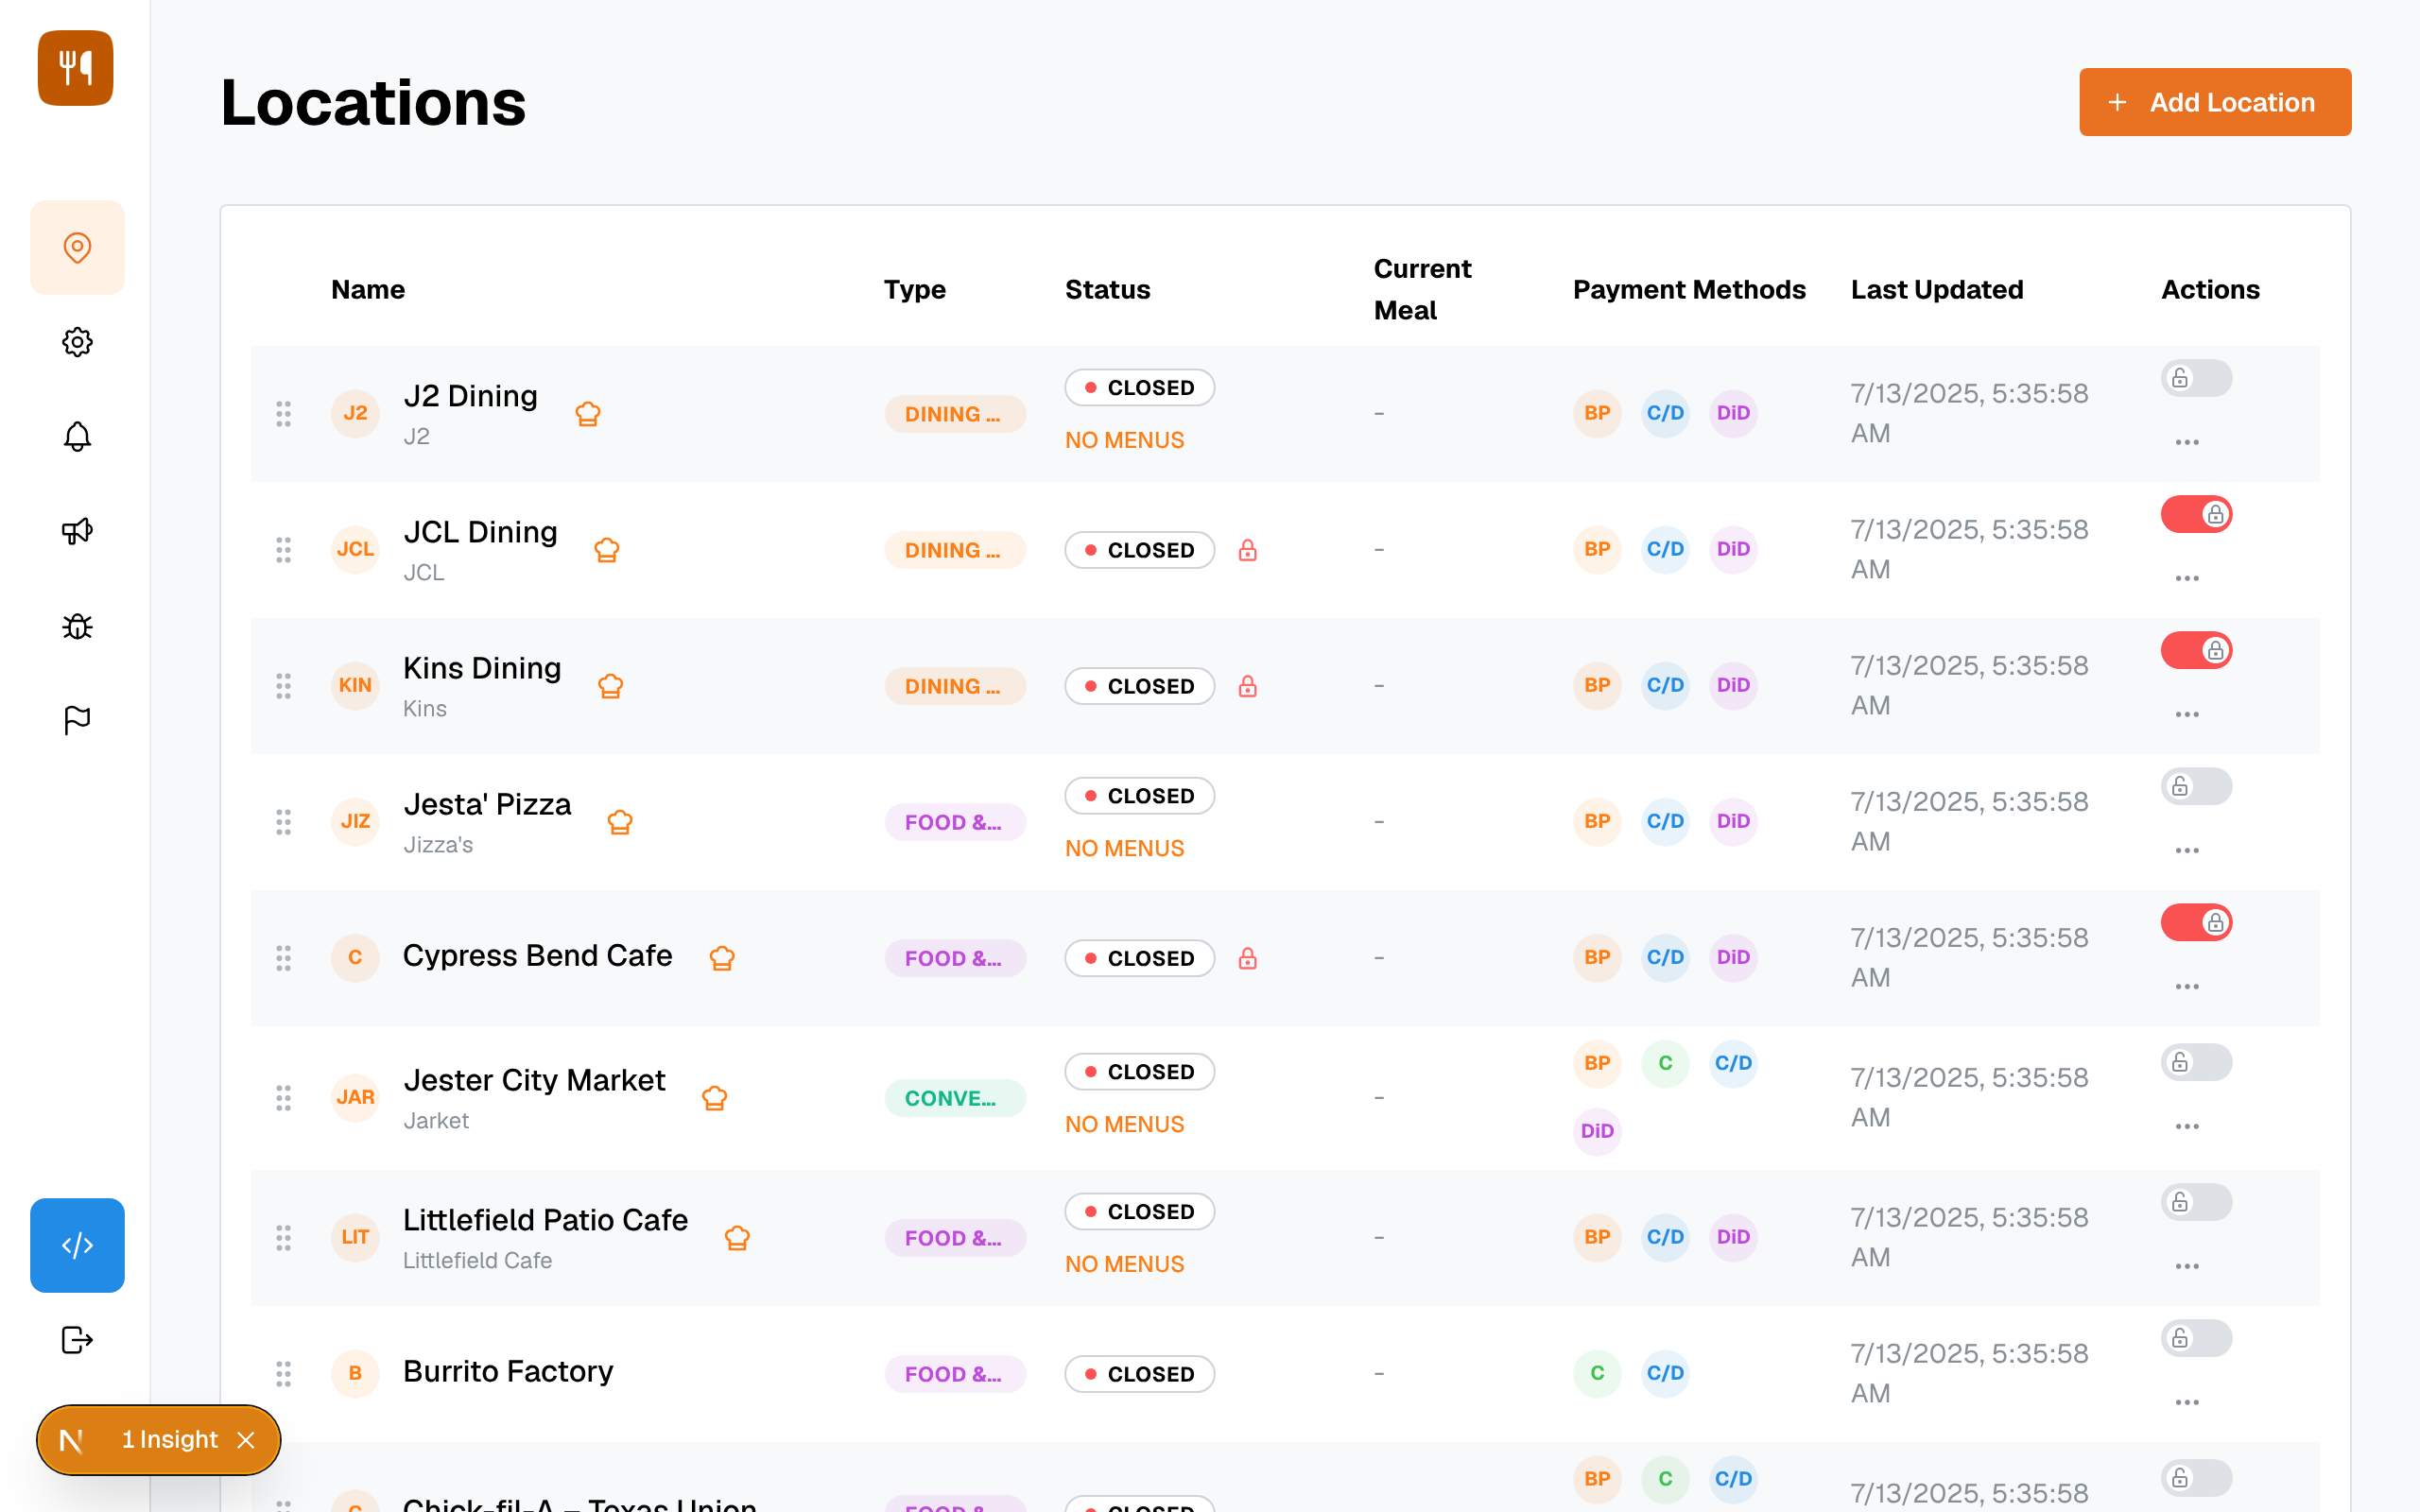 Locations
+ Add Location
Name Type Status Current Meal Payment Methods Last Updated Actions
J2 J2 Dining DINING ... CLOSED - BP C/D DiD 7/13/2025, 5:35:58 AM
J2 NO MENUS
JCL JCL Dining DINING ... CLOSED - BP C/D DiD 7/13/2025, 5:35:58 AM
JCL
KIN Kins Dining DINING ... CLOSED - BP C/D DiD 7/13/2025, 5:35:58 AM
Kins
JIZ Jesta' Pizza FOOD &... CLOSED - BP C/D DiD 7/13/2025, 5:35:58 AM
Jizza's NO MENUS
C Cypress Bend Cafe FOOD &... CLOSED - BP C/D DiD 7/13/2025, 5:35:58 AM
JAR Jester City Market CONVE... CLOSED - BP C C/D DiD 7/13/2025, 5:35:58 AM
Jarket NO MENUS
LIT Littlefield Patio Cafe FOOD &... CLOSED - BP C/D DiD 7/13/2025, 5:35:58 AM
Littlefield Cafe NO MENUS
B Burrito Factory FOOD &... CLOSED - C C/D 7/13/2025, 5:35:58 AM
C Chick-fil-A – Texas Union FOOD &... CLOSED BP C C/D 7/13/2025, 5:35:58
N 1 Insight